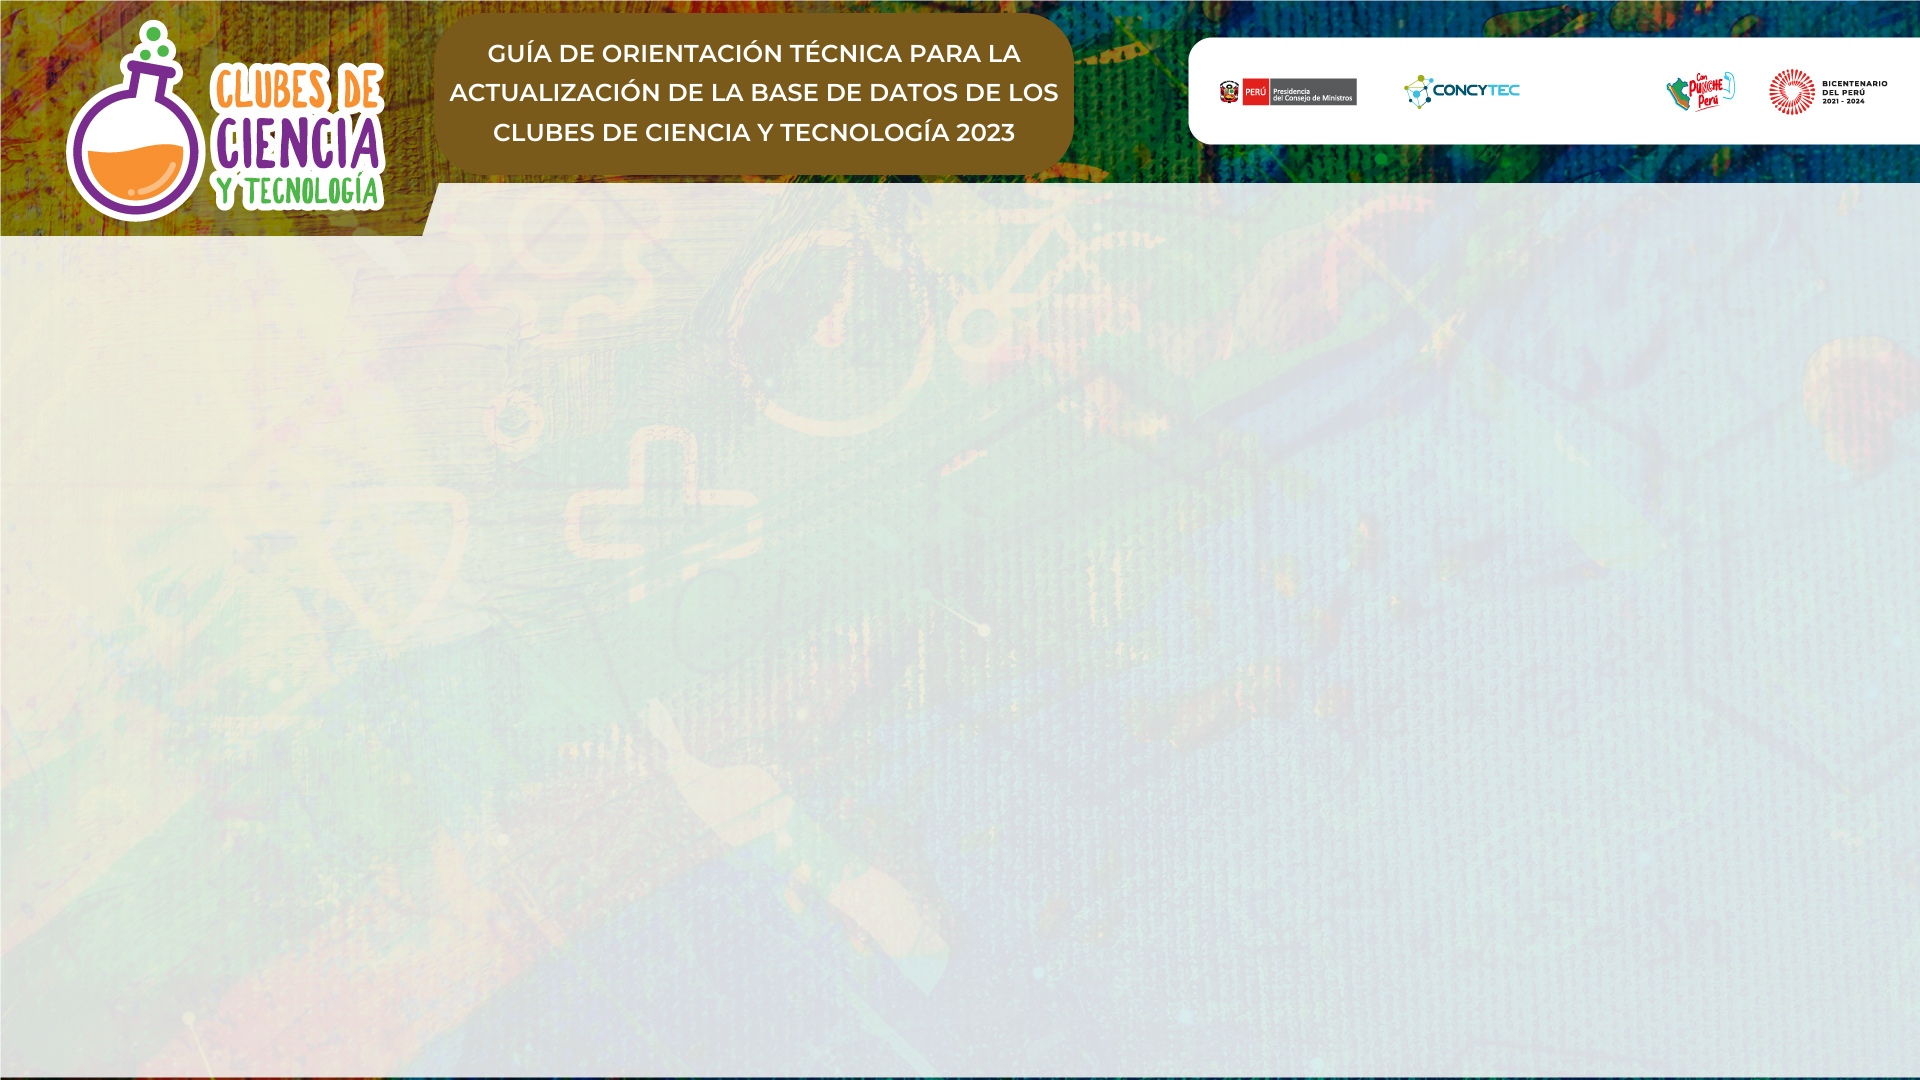 CLUBES DE
CIENCIA
Y TECNOLOGÍA
GUÍA DE ORIENTACIÓN TÉCNICA PARA LA
ACTUALIZACIÓN DE LA BASE DE DATOS DE LOS
CLUBES DE CIENCIA Y TECNOLOGÍA 2023
PERÚ
Presidencia
del Consejo de Ministros
CONCYTEC
Con
PUNCHE
Perú
BICENTENARIO
DEL PERÚ
2021 - 2024